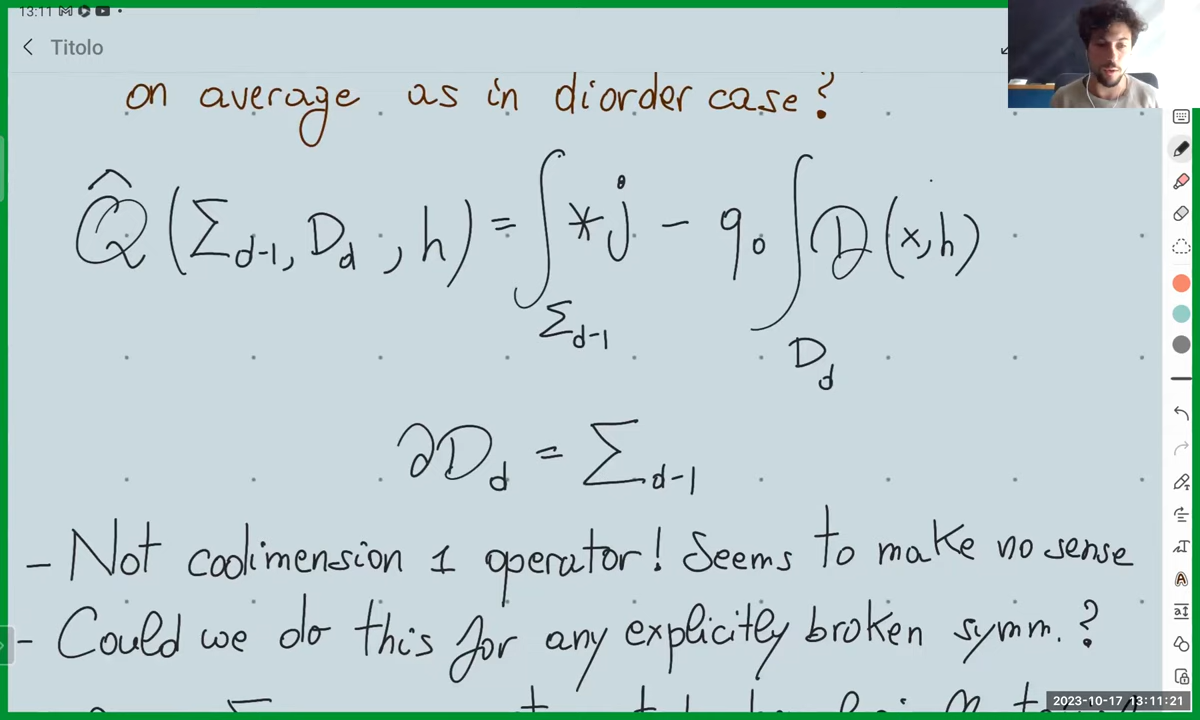 13:11
Titolo
on average as in diorder case?
Q̂(Σ_{d-1}, D_d, h) = ∫_{Σ_{d-1}} *j - q_0 ∫_{D_d} D(x,h)
∂D_d = Σ_{d-1}
- Not codimension 1 operator! Seems to make no sense
- Could we do this for any explicitly broken symm.?
2023-10-17 13:11:21